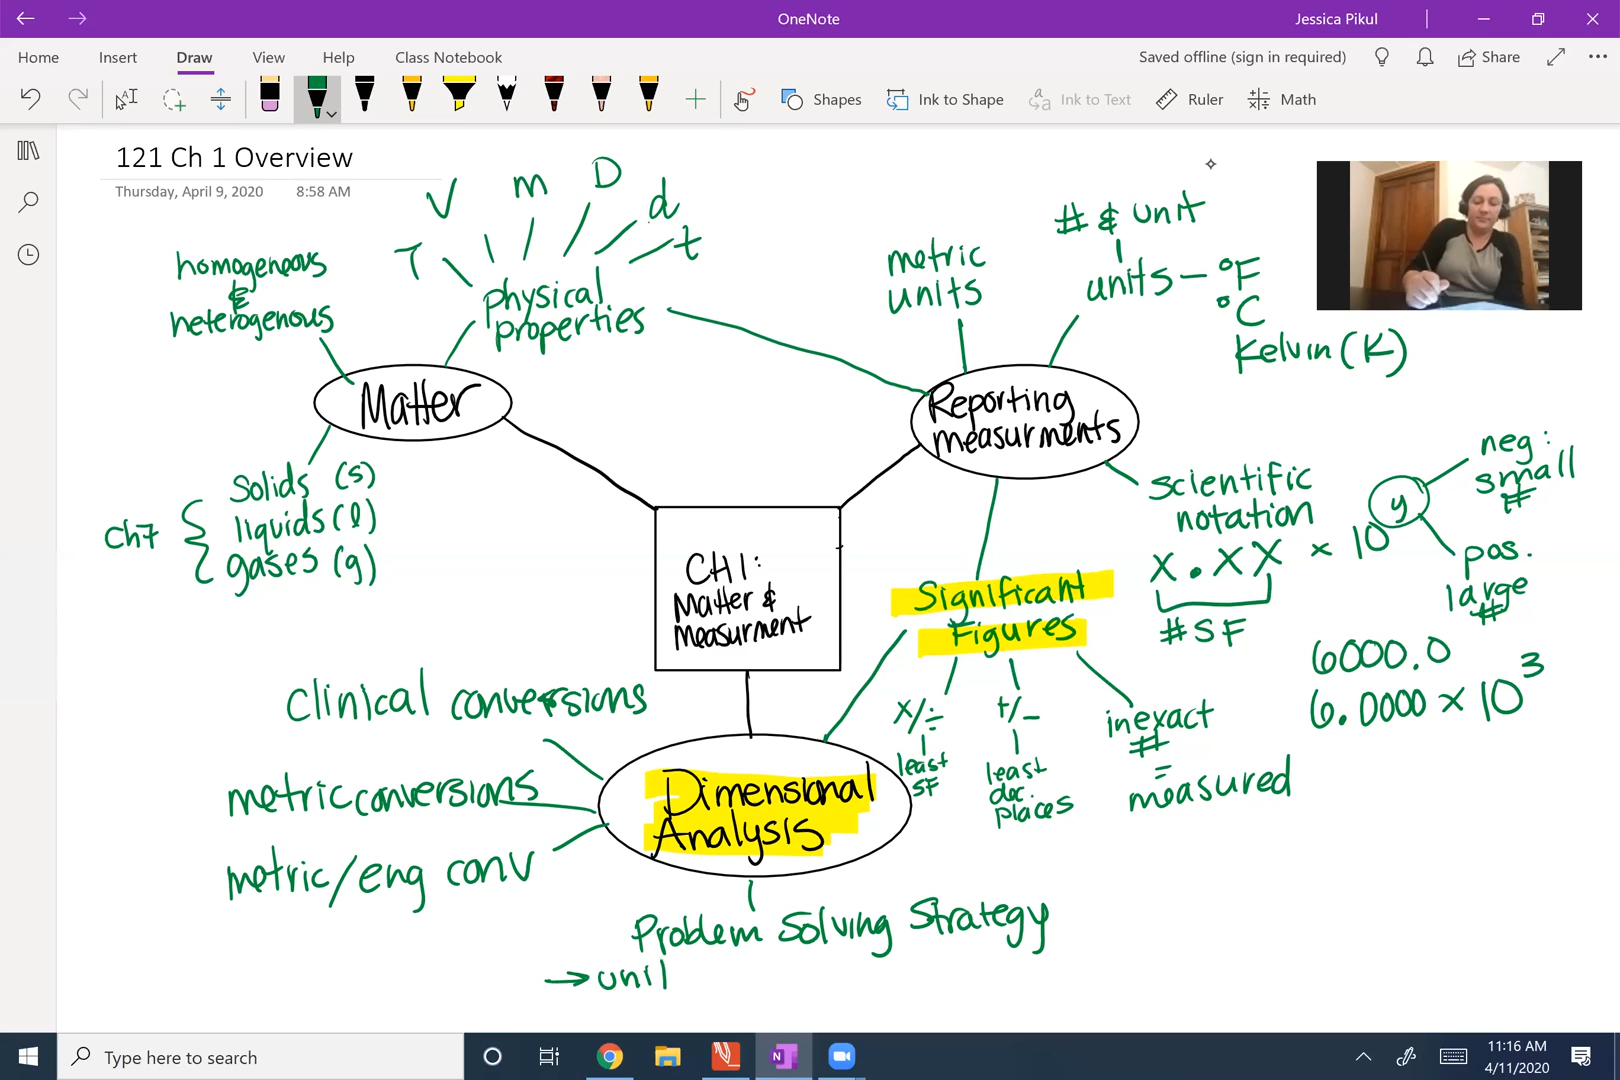 OneNote
Jessica Pikul
Home Insert Draw View Help Class Notebook
Saved offline (sign in required)
Share
Shapes
Ink to Shape
Ink to Text
Ruler
Math
121 Ch 1 Overview
Thursday, April 9, 2020 8:58 AM
homogeneous
&
heterogenous
T V m D d t
physical
properties
Matter
Ch7
Solids (s)
liquids (l)
gases (g)
metric
units
# & unit
units - °F
°C
Kelvin (K)
Reporting
measurments
scientific
notation
x.xx × 10 y
# SF
neg:
small
#
pos.
large
#
6000.0
6.0000 × 10³
CH 1:
Matter &
Measurment
Significant
Figures
x/÷
least
SF
+/-
least
dec.
places
inexact
#
=
measured
Dimensional
Analysis
Clinical conversions
metric conversions
metric/eng conv
Problem Solving Strategy
→ unil
Type here to search
11:16 AM
4/11/2020